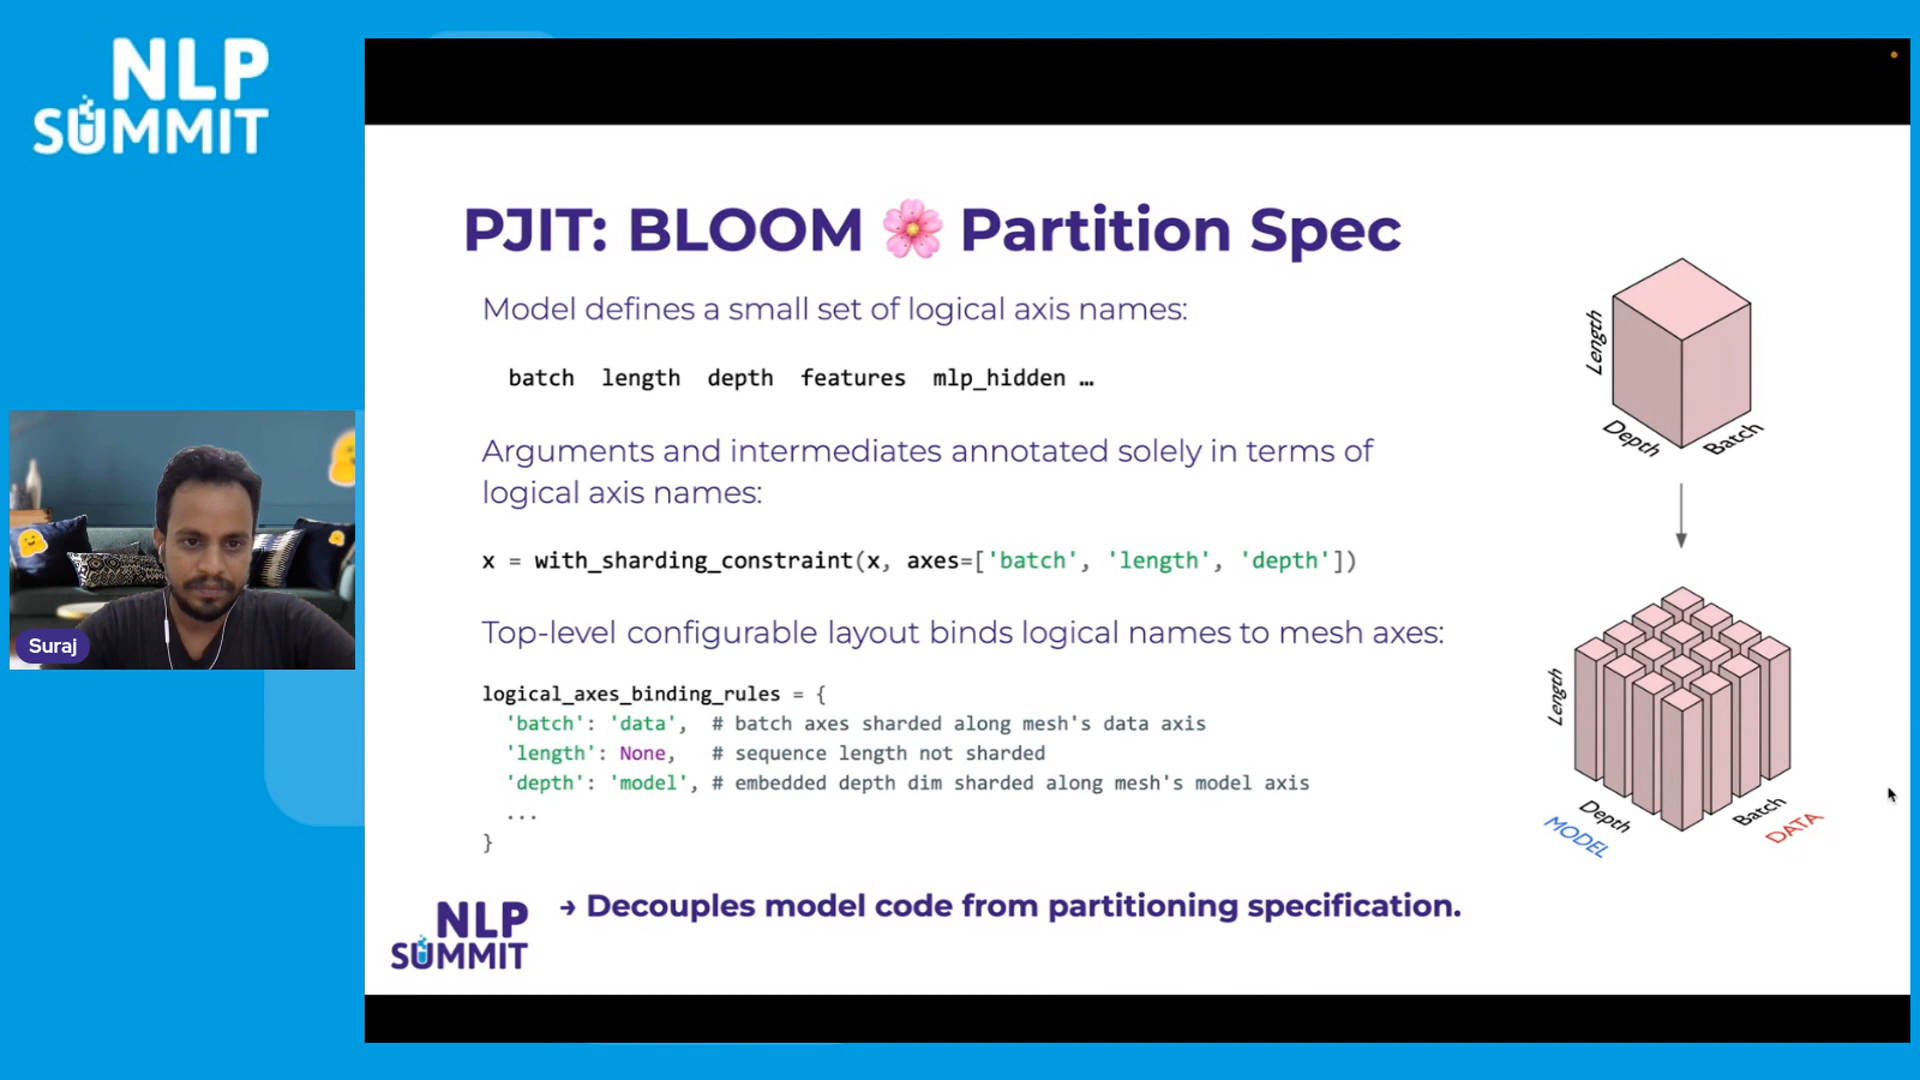 NLP
SUMMIT
PJIT: BLOOM 🌸 Partition Spec
Model defines a small set of logical axis names:
batch length depth features mlp_hidden …
Arguments and intermediates annotated solely in terms of
logical axis names:
x = with_sharding_constraint(x, axes=['batch', 'length', 'depth'])
Top-level configurable layout binds logical names to mesh axes:
logical_axes_binding_rules = {
'batch': 'data', # batch axes sharded along mesh's data axis
'length': None, # sequence length not sharded
'depth': 'model', # embedded depth dim sharded along mesh's model axis
...
}
→ Decouples model code from partitioning specification.
NLP
SUMMIT
Length
Depth
Batch
Length
Depth
MODEL
Batch
DATA
Suraj